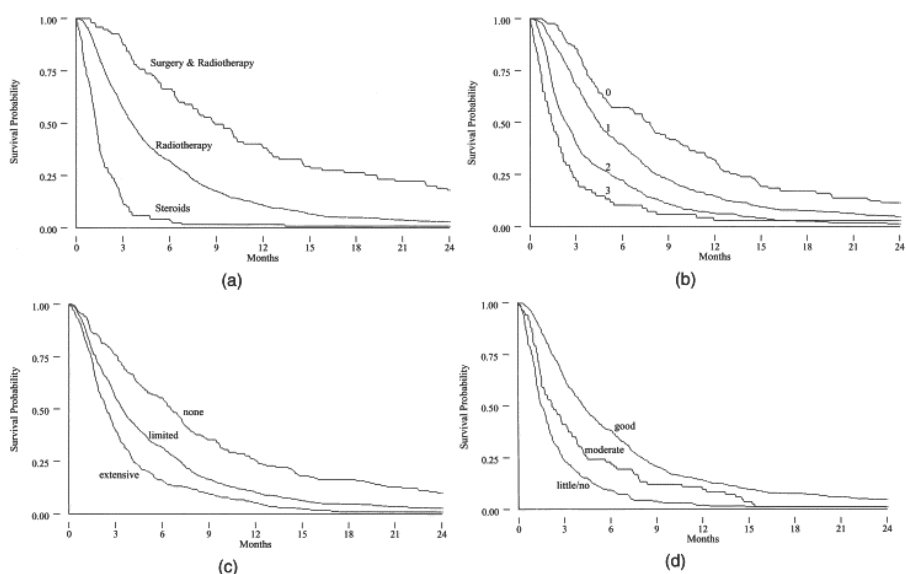 1.00
0.75
0.50
0.25
0.00
Survival Probability
Surgery & Radiotherapy
Radiotherapy
Steroids
0 3 6 9 12 15 18 21 24
Months
(a)
1.00
0.75
0.50
0.25
0.00
Survival Probability
0
1
2
3
0 3 6 9 12 15 18 21 24
Months
(b)
1.00
0.75
0.50
0.25
0.00
Survival Probability
none
limited
extensive
0 3 6 9 12 15 18 21 24
Months
(c)
1.00
0.75
0.50
0.25
0.00
Survival Probability
good
moderate
little/no
0 3 6 9 12 15 18 21 24
Months
(d)